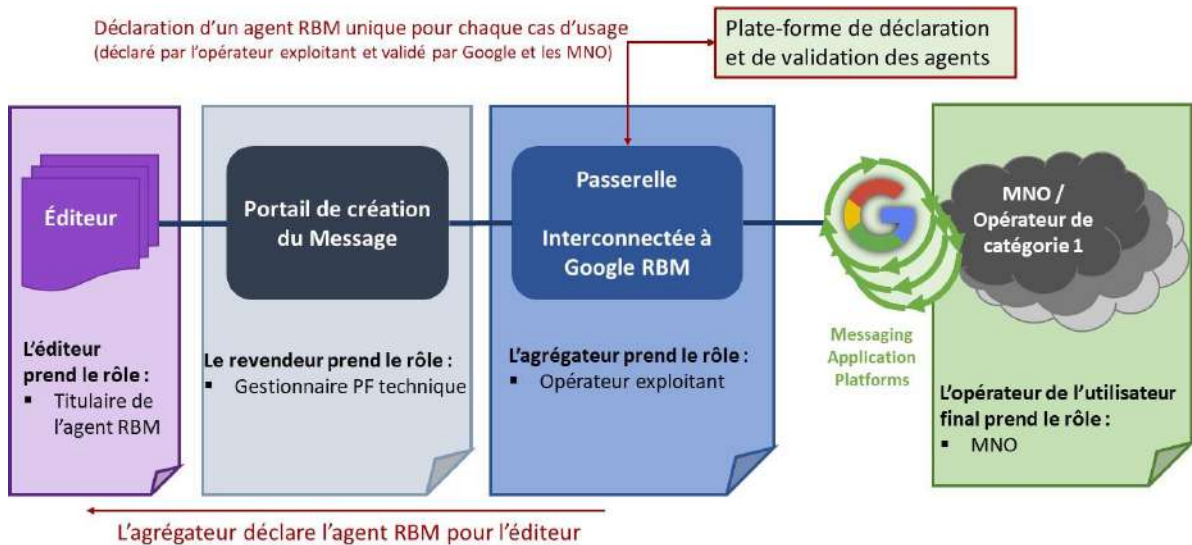 Déclaration d'un agent RBM unique pour chaque cas d'usage
(déclaré par l'opérateur exploitant et validé par Google et les MNO)
Plate-forme de déclaration
et de validation des agents
Éditeur
Portail de création
du Message
Passerelle
Interconnectée à
Google RBM
G
MNO /
Opérateur de
catégorie 1
L'éditeur
prend le rôle :
▪ Titulaire de
l'agent RBM
Le revendeur prend le rôle :
▪ Gestionnaire PF technique
L'agrégateur prend le rôle :
▪ Opérateur exploitant
Messaging
Application
Platforms
L'opérateur de l'utilisateur
final prend le rôle :
▪ MNO
L'agrégateur déclare l'agent RBM pour l'éditeur